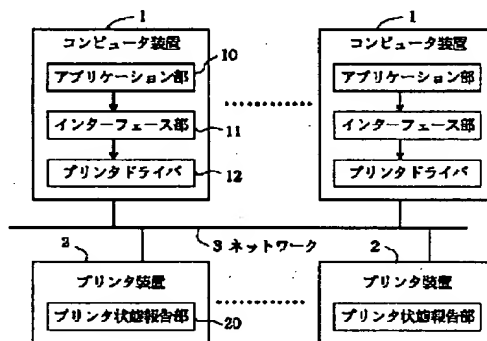 1
1
コンピュータ装置
コンピュータ装置
アプリケーション部
10
アプリケーション部
インターフェース部
11
インターフェース部
プリンタドライバ
12
プリンタドライバ
3 ネットワーク
2
2
プリンタ装置
プリンタ装置
プリンタ状態報告部
20
プリンタ状態報告部